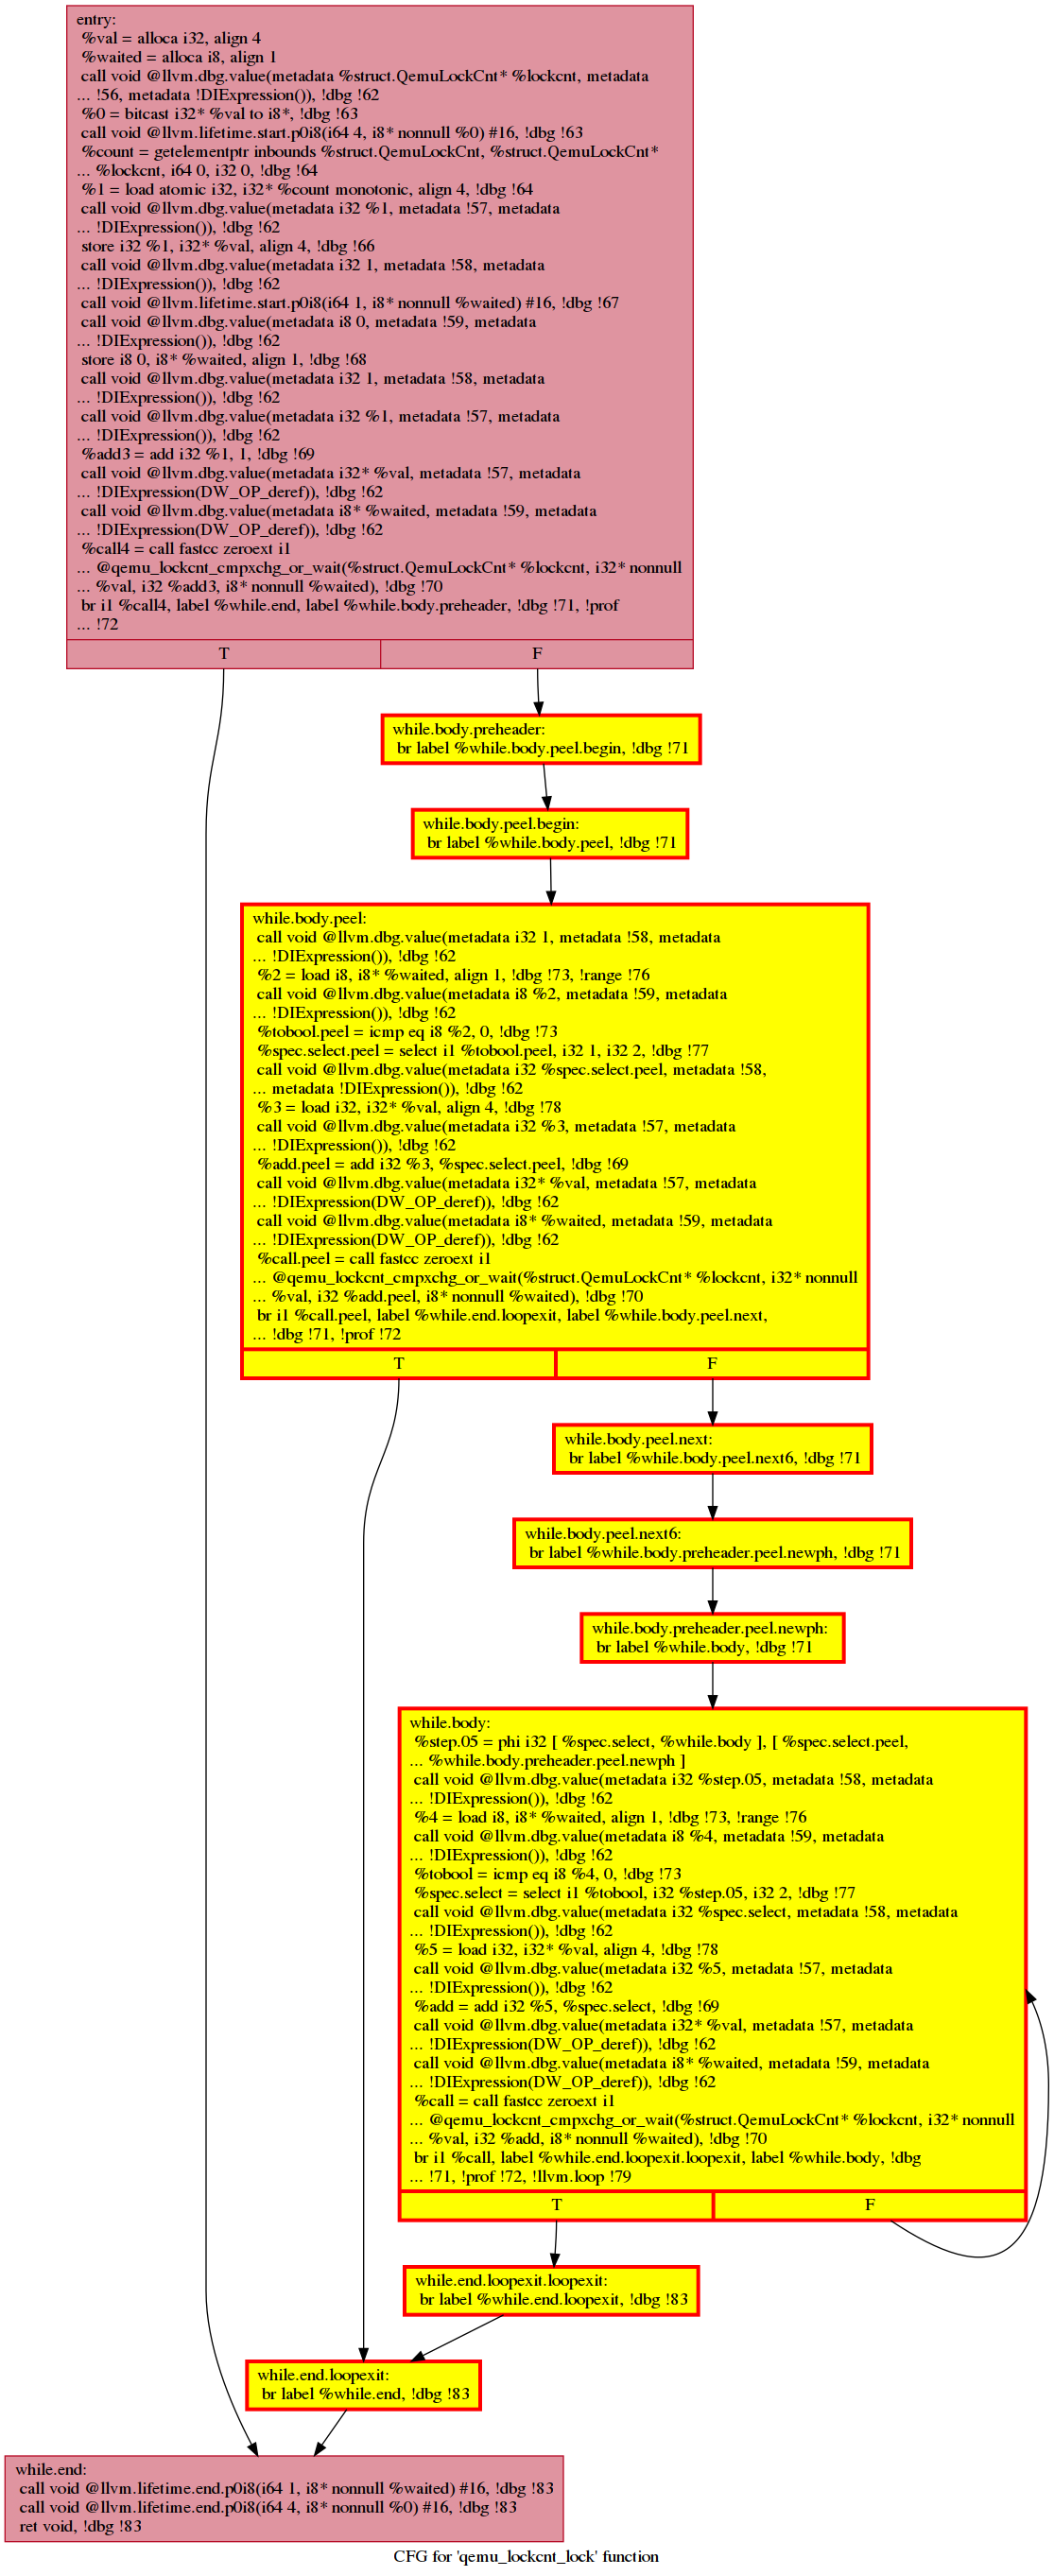 entry:
%val = alloca i32, align 4
%waited = alloca i8, align 1
call void @llvm.dbg.value(metadata %struct.QemuLockCnt* %lockcnt, metadata
... !56, metadata !DIExpression()), !dbg !62
%0 = bitcast i32* %val to i8*, !dbg !63
call void @llvm.lifetime.start.p0i8(i64 4, i8* nonnull %0) #16, !dbg !63
%count = getelementptr inbounds %struct.QemuLockCnt, %struct.QemuLockCnt*
... %lockcnt, i64 0, i32 0, !dbg !64
%1 = load atomic i32, i32* %count monotonic, align 4, !dbg !64
call void @llvm.dbg.value(metadata i32 %1, metadata !57, metadata
... !DIExpression()), !dbg !62
store i32 %1, i32* %val, align 4, !dbg !66
call void @llvm.dbg.value(metadata i32 1, metadata !58, metadata
... !DIExpression()), !dbg !62
call void @llvm.lifetime.start.p0i8(i64 1, i8* nonnull %waited) #16, !dbg !67
call void @llvm.dbg.value(metadata i8 0, metadata !59, metadata
... !DIExpression()), !dbg !62
store i8 0, i8* %waited, align 1, !dbg !68
call void @llvm.dbg.value(metadata i32 1, metadata !58, metadata
... !DIExpression()), !dbg !62
call void @llvm.dbg.value(metadata i32 %1, metadata !57, metadata
... !DIExpression()), !dbg !62
%add3 = add i32 %1, 1, !dbg !69
call void @llvm.dbg.value(metadata i32* %val, metadata !57, metadata
... !DIExpression(DW_OP_deref)), !dbg !62
call void @llvm.dbg.value(metadata i8* %waited, metadata !59, metadata
... !DIExpression(DW_OP_deref)), !dbg !62
%call4 = call fastcc zeroext i1
... @qemu_lockcnt_cmpxchg_or_wait(%struct.QemuLockCnt* %lockcnt, i32* nonnull
... %val, i32 %add3, i8* nonnull %waited), !dbg !70
br i1 %call4, label %while.end, label %while.body.preheader, !dbg !71, !prof
... !72
T F
while.body.preheader:
br label %while.body.peel.begin, !dbg !71
while.body.peel.begin:
br label %while.body.peel, !dbg !71
while.body.peel:
call void @llvm.dbg.value(metadata i32 1, metadata !58, metadata
... !DIExpression()), !dbg !62
%2 = load i8, i8* %waited, align 1, !dbg !73, !range !76
call void @llvm.dbg.value(metadata i8 %2, metadata !59, metadata
... !DIExpression()), !dbg !62
%tobool.peel = icmp eq i8 %2, 0, !dbg !73
%spec.select.peel = select i1 %tobool.peel, i32 1, i32 2, !dbg !77
call void @llvm.dbg.value(metadata i32 %spec.select.peel, metadata !58,
... metadata !DIExpression()), !dbg !62
%3 = load i32, i32* %val, align 4, !dbg !78
call void @llvm.dbg.value(metadata i32 %3, metadata !57, metadata
... !DIExpression()), !dbg !62
%add.peel = add i32 %3, %spec.select.peel, !dbg !69
call void @llvm.dbg.value(metadata i32* %val, metadata !57, metadata
... !DIExpression(DW_OP_deref)), !dbg !62
call void @llvm.dbg.value(metadata i8* %waited, metadata !59, metadata
... !DIExpression(DW_OP_deref)), !dbg !62
%call.peel = call fastcc zeroext i1
... @qemu_lockcnt_cmpxchg_or_wait(%struct.QemuLockCnt* %lockcnt, i32* nonnull
... %val, i32 %add.peel, i8* nonnull %waited), !dbg !70
br i1 %call.peel, label %while.end.loopexit, label %while.body.peel.next,
... !dbg !71, !prof !72
T F
while.body.peel.next:
br label %while.body.peel.next6, !dbg !71
while.body.peel.next6:
br label %while.body.preheader.peel.newph, !dbg !71
while.body.preheader.peel.newph:
br label %while.body, !dbg !71
while.body:
%step.05 = phi i32 [ %spec.select, %while.body ], [ %spec.select.peel,
... %while.body.preheader.peel.newph ]
call void @llvm.dbg.value(metadata i32 %step.05, metadata !58, metadata
... !DIExpression()), !dbg !62
%4 = load i8, i8* %waited, align 1, !dbg !73, !range !76
call void @llvm.dbg.value(metadata i8 %4, metadata !59, metadata
... !DIExpression()), !dbg !62
%tobool = icmp eq i8 %4, 0, !dbg !73
%spec.select = select i1 %tobool, i32 %step.05, i32 2, !dbg !77
call void @llvm.dbg.value(metadata i32 %spec.select, metadata !58, metadata
... !DIExpression()), !dbg !62
%5 = load i32, i32* %val, align 4, !dbg !78
call void @llvm.dbg.value(metadata i32 %5, metadata !57, metadata
... !DIExpression()), !dbg !62
%add = add i32 %5, %spec.select, !dbg !69
call void @llvm.dbg.value(metadata i32* %val, metadata !57, metadata
... !DIExpression(DW_OP_deref)), !dbg !62
call void @llvm.dbg.value(metadata i8* %waited, metadata !59, metadata
... !DIExpression(DW_OP_deref)), !dbg !62
%call = call fastcc zeroext i1
... @qemu_lockcnt_cmpxchg_or_wait(%struct.QemuLockCnt* %lockcnt, i32* nonnull
... %val, i32 %add, i8* nonnull %waited), !dbg !70
br i1 %call, label %while.end.loopexit.loopexit, label %while.body, !dbg
... !71, !prof !72, !llvm.loop !79
T F
while.end.loopexit.loopexit:
br label %while.end.loopexit, !dbg !83
while.end.loopexit:
br label %while.end, !dbg !83
while.end:
call void @llvm.lifetime.end.p0i8(i64 1, i8* nonnull %waited) #16, !dbg !83
call void @llvm.lifetime.end.p0i8(i64 4, i8* nonnull %0) #16, !dbg !83
ret void, !dbg !83
CFG for 'qemu_lockcnt_lock' function